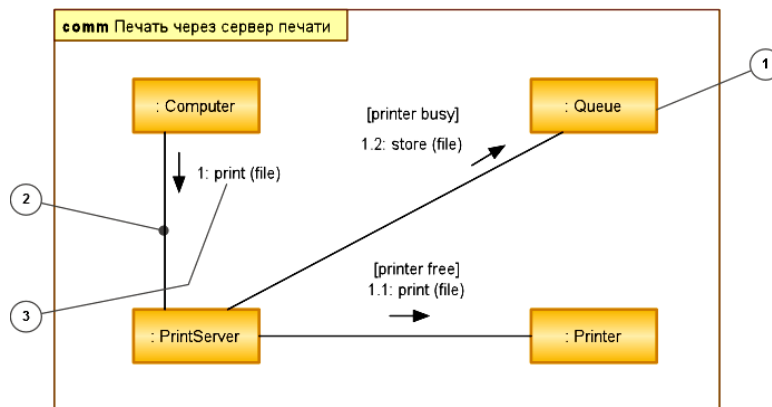 comm Печать через сервер печати
1
: Computer
: Queue
[printer busy]
1.2: store (file)
1: print (file)
2
[printer free]
1.1: print (file)
3
: PrintServer
: Printer